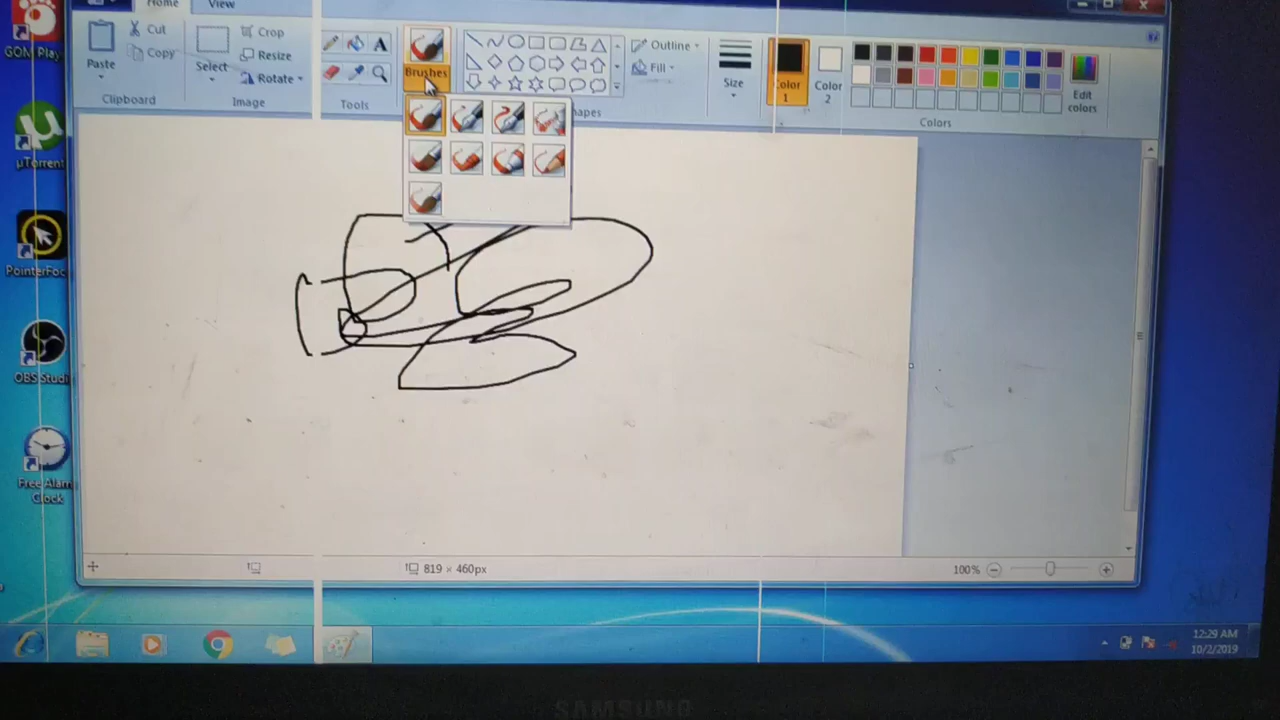 Home
View
GOM Play
Cut
Copy
Paste
Clipboard
Crop
Resize
Rotate
Select
Image
A
Tools
Brushes
Outline
Fill
Size
Color
1
Color
2
Edit
colors
Colors
µTorrent
PointerFoc
OBS Studi
Free Alarm
Clock
819 × 460px
100%
12:29 AM
10/2/2019
SAMSUNG